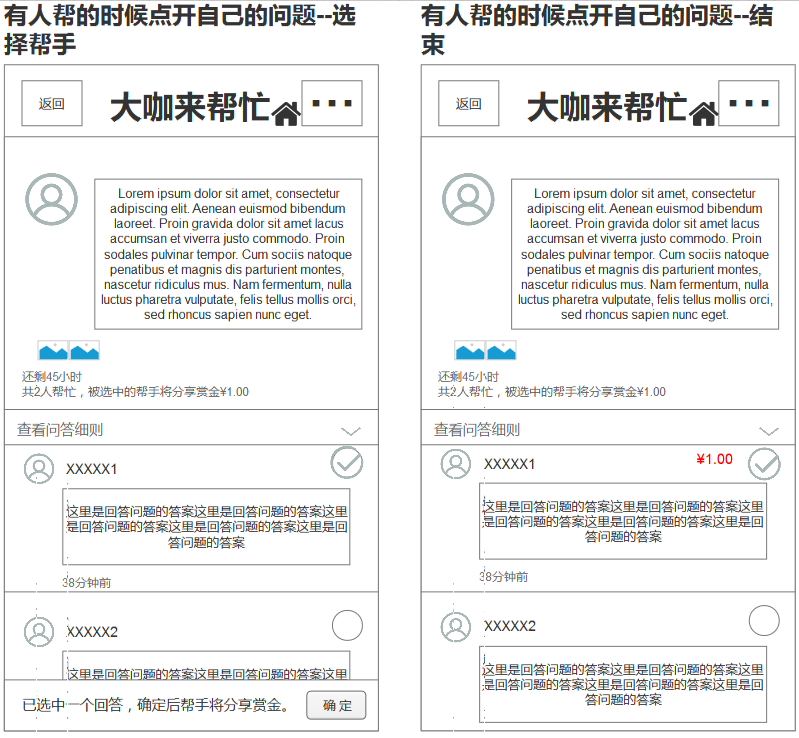 有人帮的时候点开自己的问题--选
择帮手
返回
大咖来帮忙
Lorem ipsum dolor sit amet, consectetur
adipiscing elit. Aenean euismod bibendum
laoreet. Proin gravida dolor sit amet lacus
accumsan et viverra justo commodo. Proin
sodales pulvinar tempor. Cum sociis natoque
penatibus et magnis dis parturient montes,
nascetur ridiculus mus. Nam fermentum, nulla
luctus pharetra vulputate, felis tellus mollis orci,
sed rhoncus sapien nunc eget.
还剩45小时
共2人帮忙，被选中的帮手将分享赏金¥1.00
查看问答细则
XXXXX1
这里是回答问题的答案这里是回答问题的答案这里
是回答问题的答案这里是回答问题的答案这里是回
答问题的答案
38分钟前
XXXXX2
这里是回答问题的答案这里是回答问题的答案这里
已选中一个回答，确定后帮手将分享赏金。
确 定
有人帮的时候点开自己的问题--结
束
返回
大咖来帮忙
Lorem ipsum dolor sit amet, consectetur
adipiscing elit. Aenean euismod bibendum
laoreet. Proin gravida dolor sit amet lacus
accumsan et viverra justo commodo. Proin
sodales pulvinar tempor. Cum sociis natoque
penatibus et magnis dis parturient montes,
nascetur ridiculus mus. Nam fermentum, nulla
luctus pharetra vulputate, felis tellus mollis orci,
sed rhoncus sapien nunc eget.
还剩45小时
共2人帮忙，被选中的帮手将分享赏金¥1.00
查看问答细则
XXXXX1
¥1.00
这里是回答问题的答案这里是回答问题的答案这里
是回答问题的答案这里是回答问题的答案这里是回
答问题的答案
38分钟前
XXXXX2
这里是回答问题的答案这里是回答问题的答案这里
是回答问题的答案这里是回答问题的答案这里是回
答问题的答案